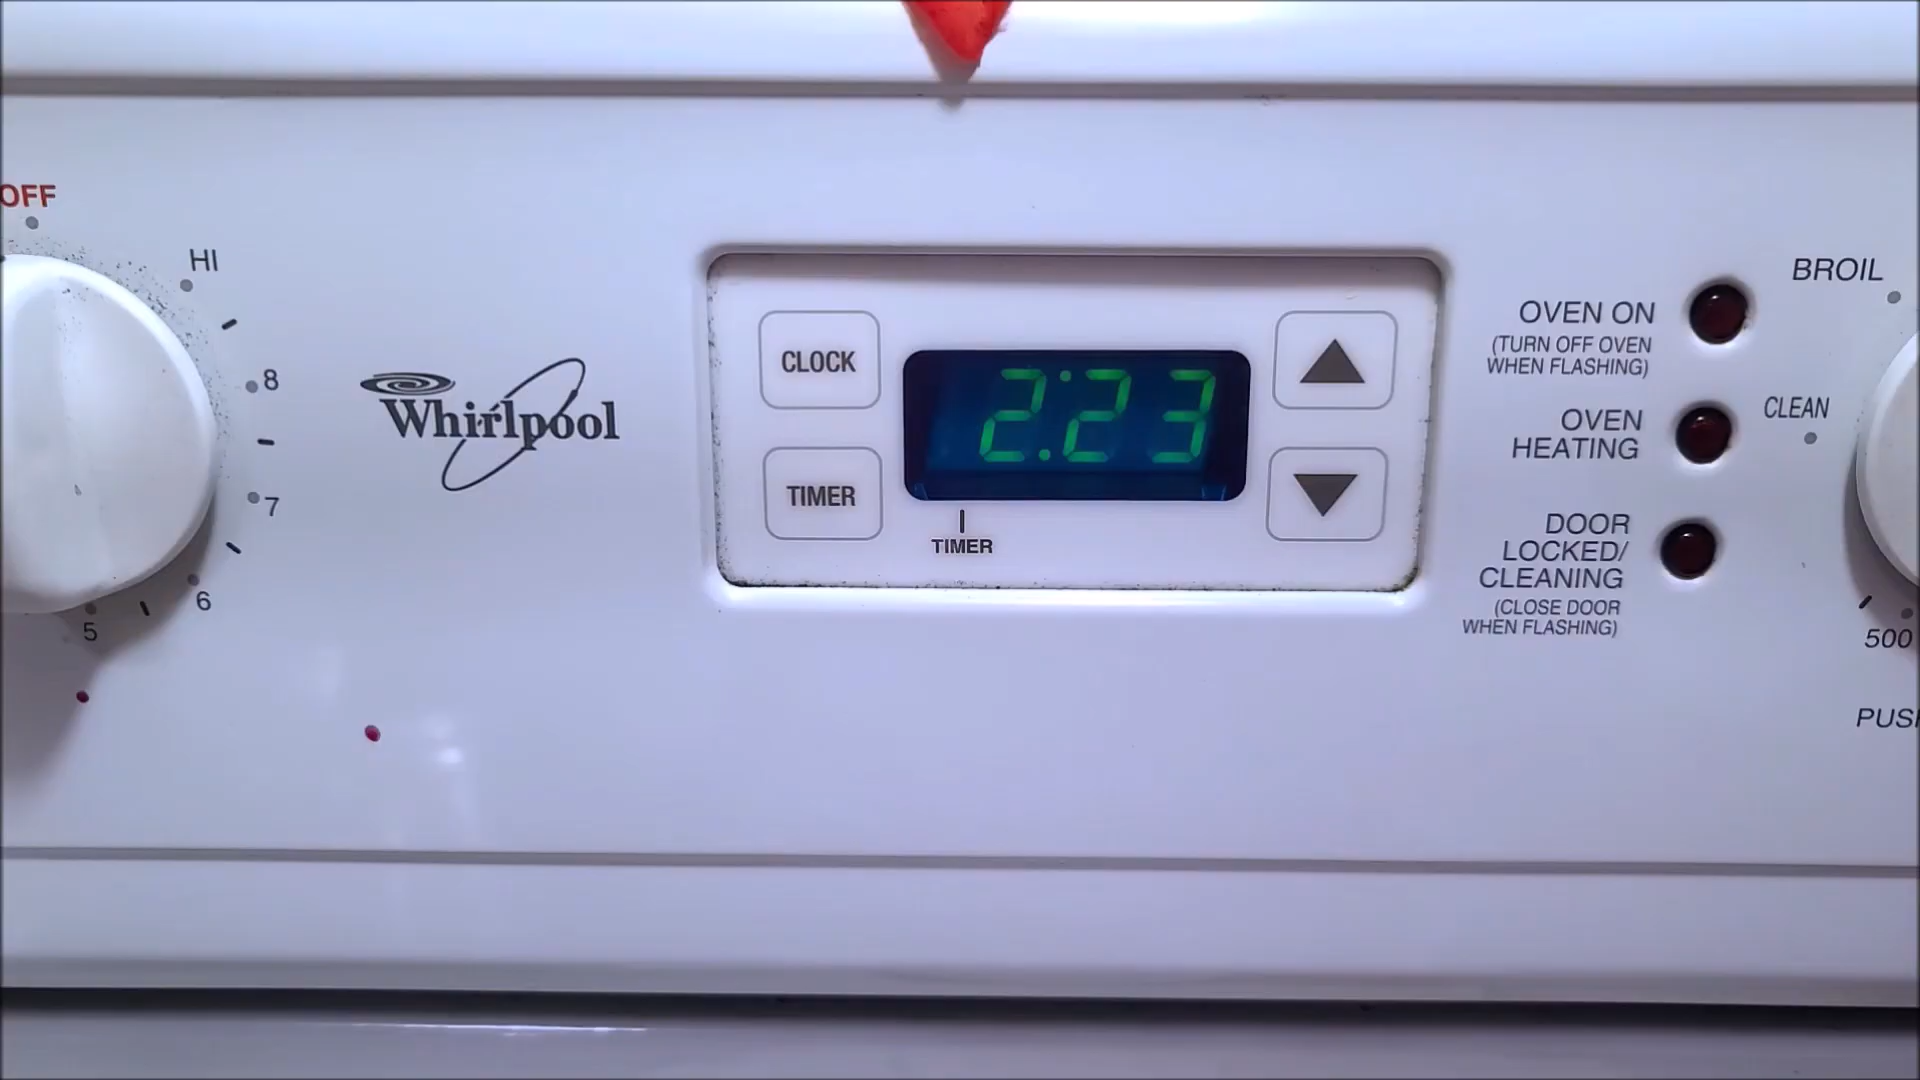 OFF
HI
8
7
6
5
Whirlpool
CLOCK
TIMER
2:23
TIMER
OVEN ON
(TURN OFF OVEN
WHEN FLASHING)
OVEN
HEATING
DOOR
LOCKED/
CLEANING
(CLOSE DOOR
WHEN FLASHING)
BROIL
CLEAN
500